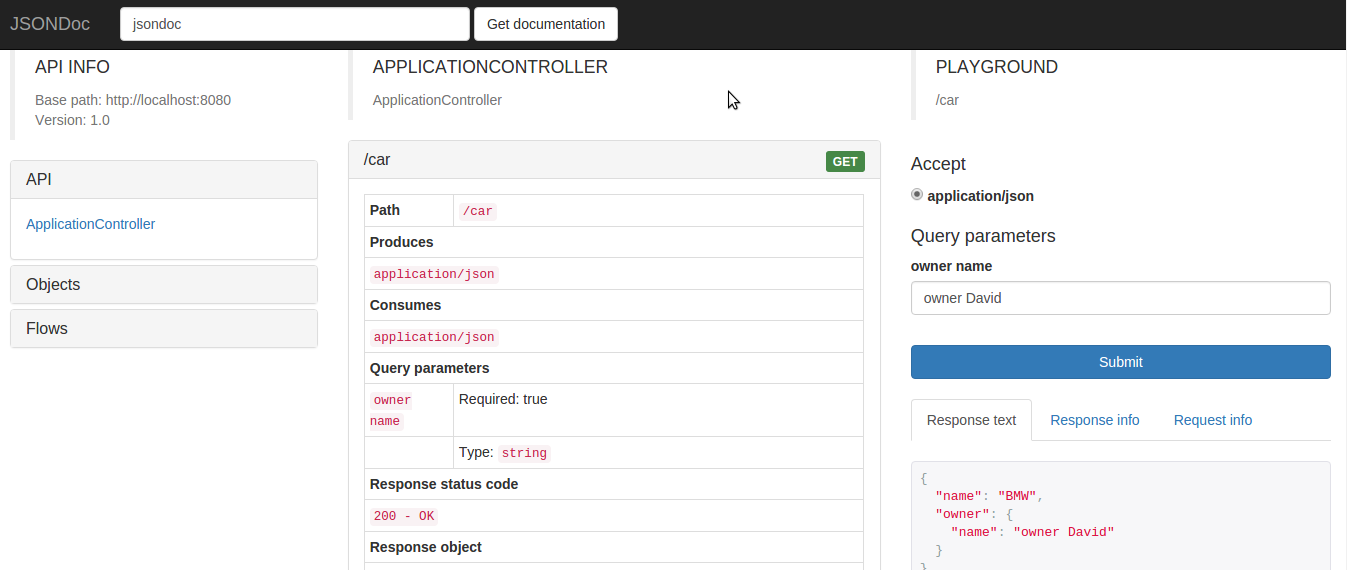 JSONDoc jsondoc Get documentation
API INFO
Base path: http://localhost:8080
Version: 1.0
API
ApplicationController
Objects
Flows
APPLICATIONCONTROLLER
ApplicationController
/car GET
Path /car
Produces
application/json
Consumes
application/json
Query parameters
owner Required: true
name
Type: string
Response status code
200 - OK
Response object
PLAYGROUND
/car
Accept
application/json
Query parameters
owner name
owner David
Submit
Response text Response info Request info
{
"name": "BMW",
"owner": {
"name": "owner David"
}
}